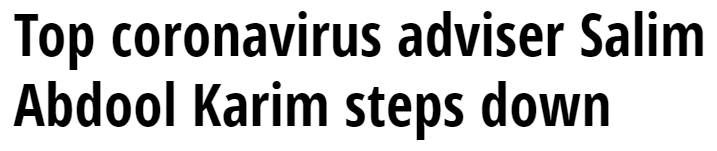 Top coronavirus adviser Salim
Abdool Karim steps down